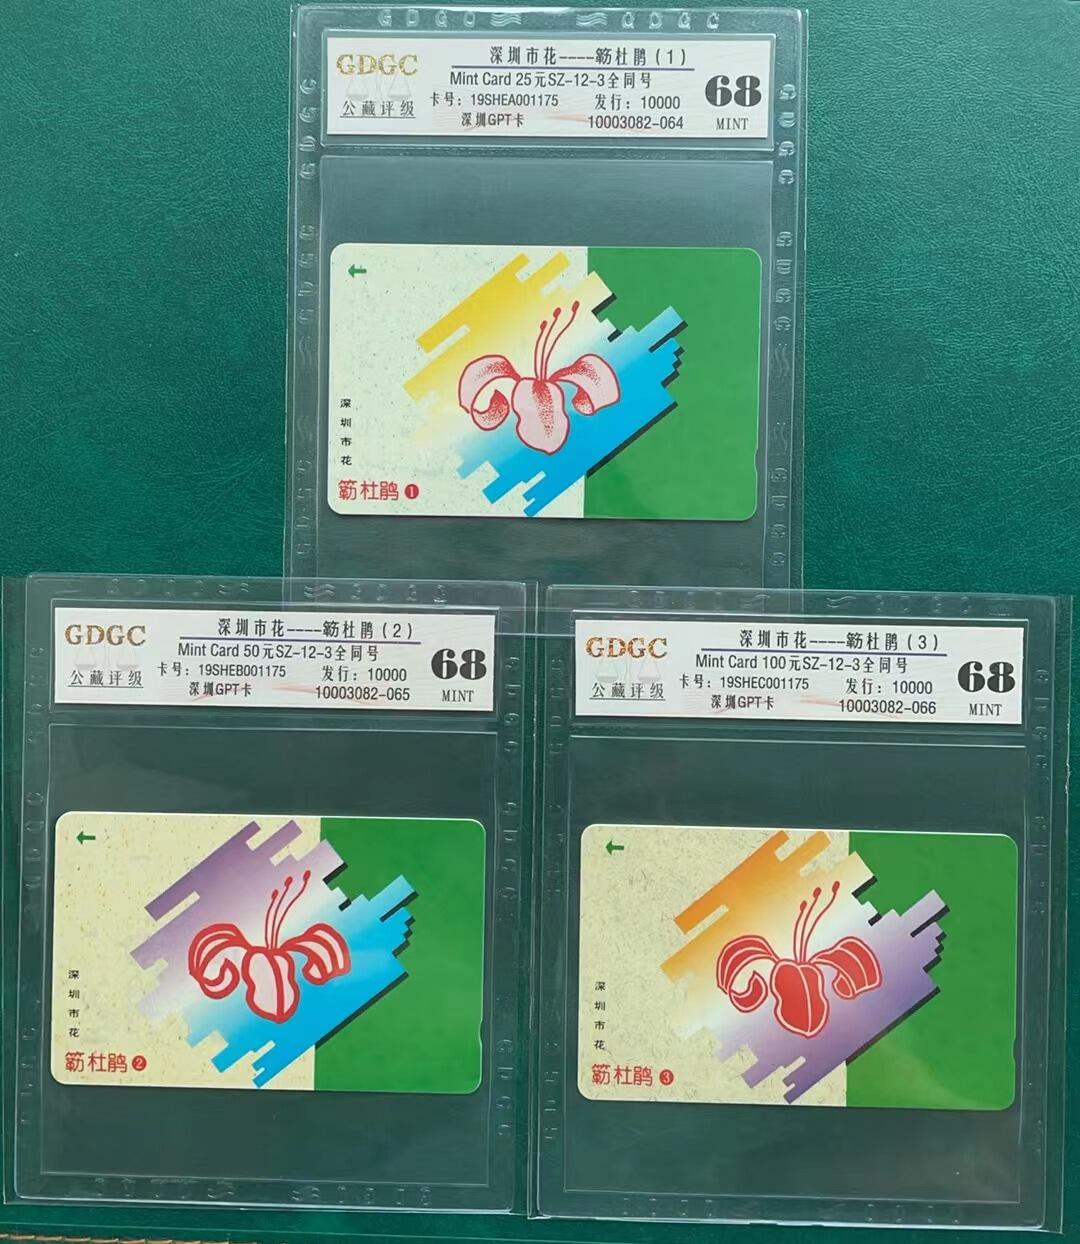 GDGC
公藏评级
深圳市花----簕杜鹃(1)
Mint Card 25元SZ-12-3全同号
卡号：19SHEA001175 发行：10000
深圳GPT卡 10003082-064
68
MINT
深圳市花
簕杜鹃❶
GDGC
公藏评级
深圳市花----簕杜鹃(2)
Mint Card 50元SZ-12-3全同号
卡号：19SHEB001175 发行：10000
深圳GPT卡 10003082-065
68
MINT
深圳市花
簕杜鹃❷
GDGC
公藏评级
深圳市花----簕杜鹃(3)
Mint Card 100元SZ-12-3全同号
卡号：19SHEC001175 发行：10000
深圳GPT卡 10003082-066
68
MINT
深圳市花
簕杜鹃❸